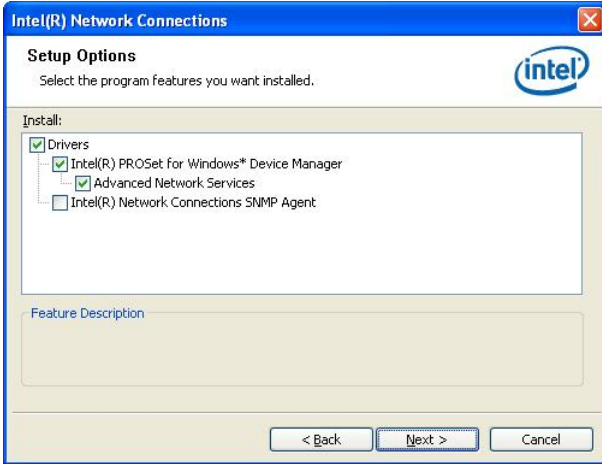 Intel(R) Network Connections
Setup Options
Select the program features you want installed.
intel
Install:
Drivers
Intel(R) PROSet for Windows* Device Manager
Advanced Network Services
Intel(R) Network Connections SNMP Agent
Feature Description
< Back Next > Cancel